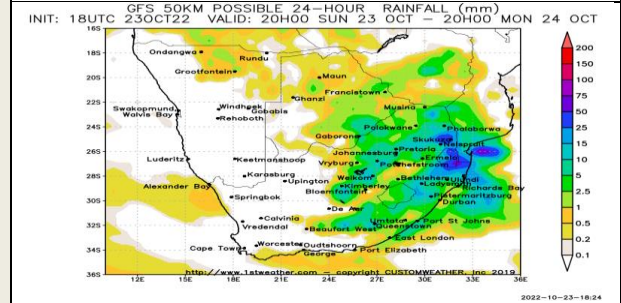 GFS 50KM POSSIBLE 24-HOUR RAINFALL (mm)
INIT: 18UTC 23OCT22 VALID: 20H00 SUN 23 OCT – 20H00 MON 24 OCT
16S
18S
20S
22S
24S
26S
28S
30S
32S
34S
36S
Ondangwa
Rundu
Grootfontein
Maun
Francistown
Ghanzi
Musina
Swakopmund
Windhoek
Gobabis
Walvis Bay
Rehoboth
Polokwane
Phalaborwa
Gaborone
Skukuza
Nelspruit
Pretoria
Johannesburg
Ermelo
Luderitz
Keetmanshoop
Vryburg
Potchefstroom
Karasburg
Upington
Welkom
Bethlehem
Ulundi
Kimberley
Ladysmith
Richards Bay
Alexander Bay
Springbok
Bloemfontein
Pietermaritzburg
Durban
De Aar
Calvinia
Vredendal
Umtata
Port St Johns
Queenstown
Beaufort West
East London
Cape Town
Worcester
Oudtshoorn
George
Port Elizabeth
http://www.1stweather.com – copyright CUSTOMWEATHER, Inc 2019
12E
15E
18E
21E
24E
27E
30E
33E
36E
200
150
100
75
50
25
15
10
5
2.5
1
0.5
0.2
0.1
2022-10-23-18:24